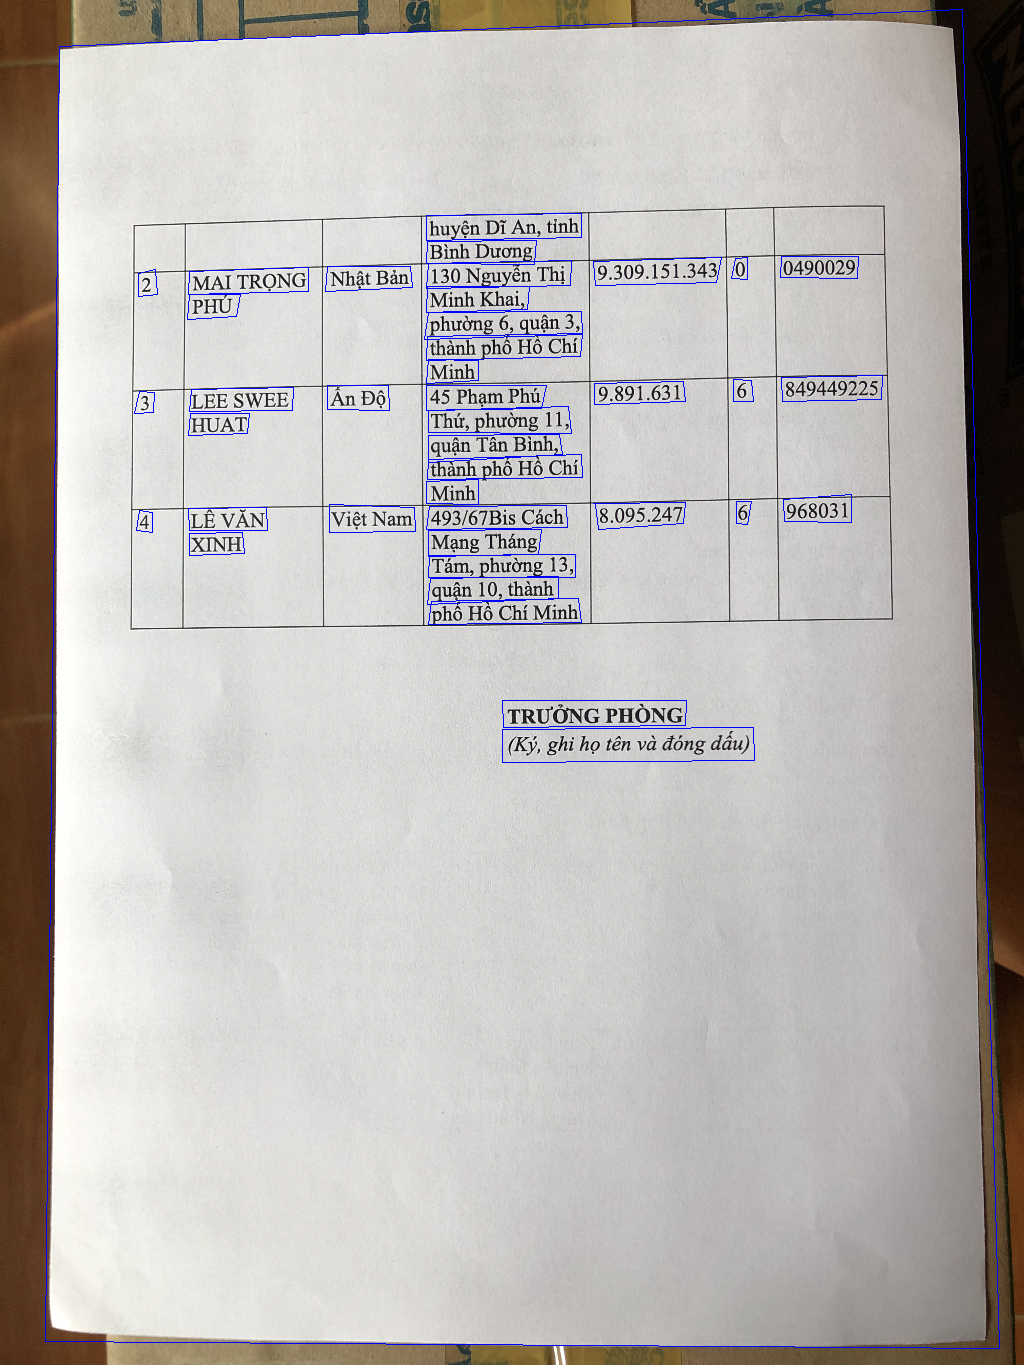 huyện Dĩ An, tỉnh
Bình Dương
2
MAI TRỌNG
PHÚ
Nhật Bản
130 Nguyễn Thị
Minh Khai,
phường 6, quận 3,
thành phố Hồ Chí
Minh
9.309.151.343
0
0490029
3
LEE SWEE
HUAT
Ấn Độ
45 Phạm Phú
Thứ, phường 11,
quận Tân Bình,
thành phố Hồ Chí
Minh
9.891.631
6
849449225
4
LÊ VĂN
XINH
Việt Nam
493/67Bis Cách
Mạng Tháng
Tám, phường 13,
quận 10, thành
phố Hồ Chí Minh
8.095.247
6
968031
TRƯỞNG PHÒNG
(Ký, ghi họ tên và đóng dấu)